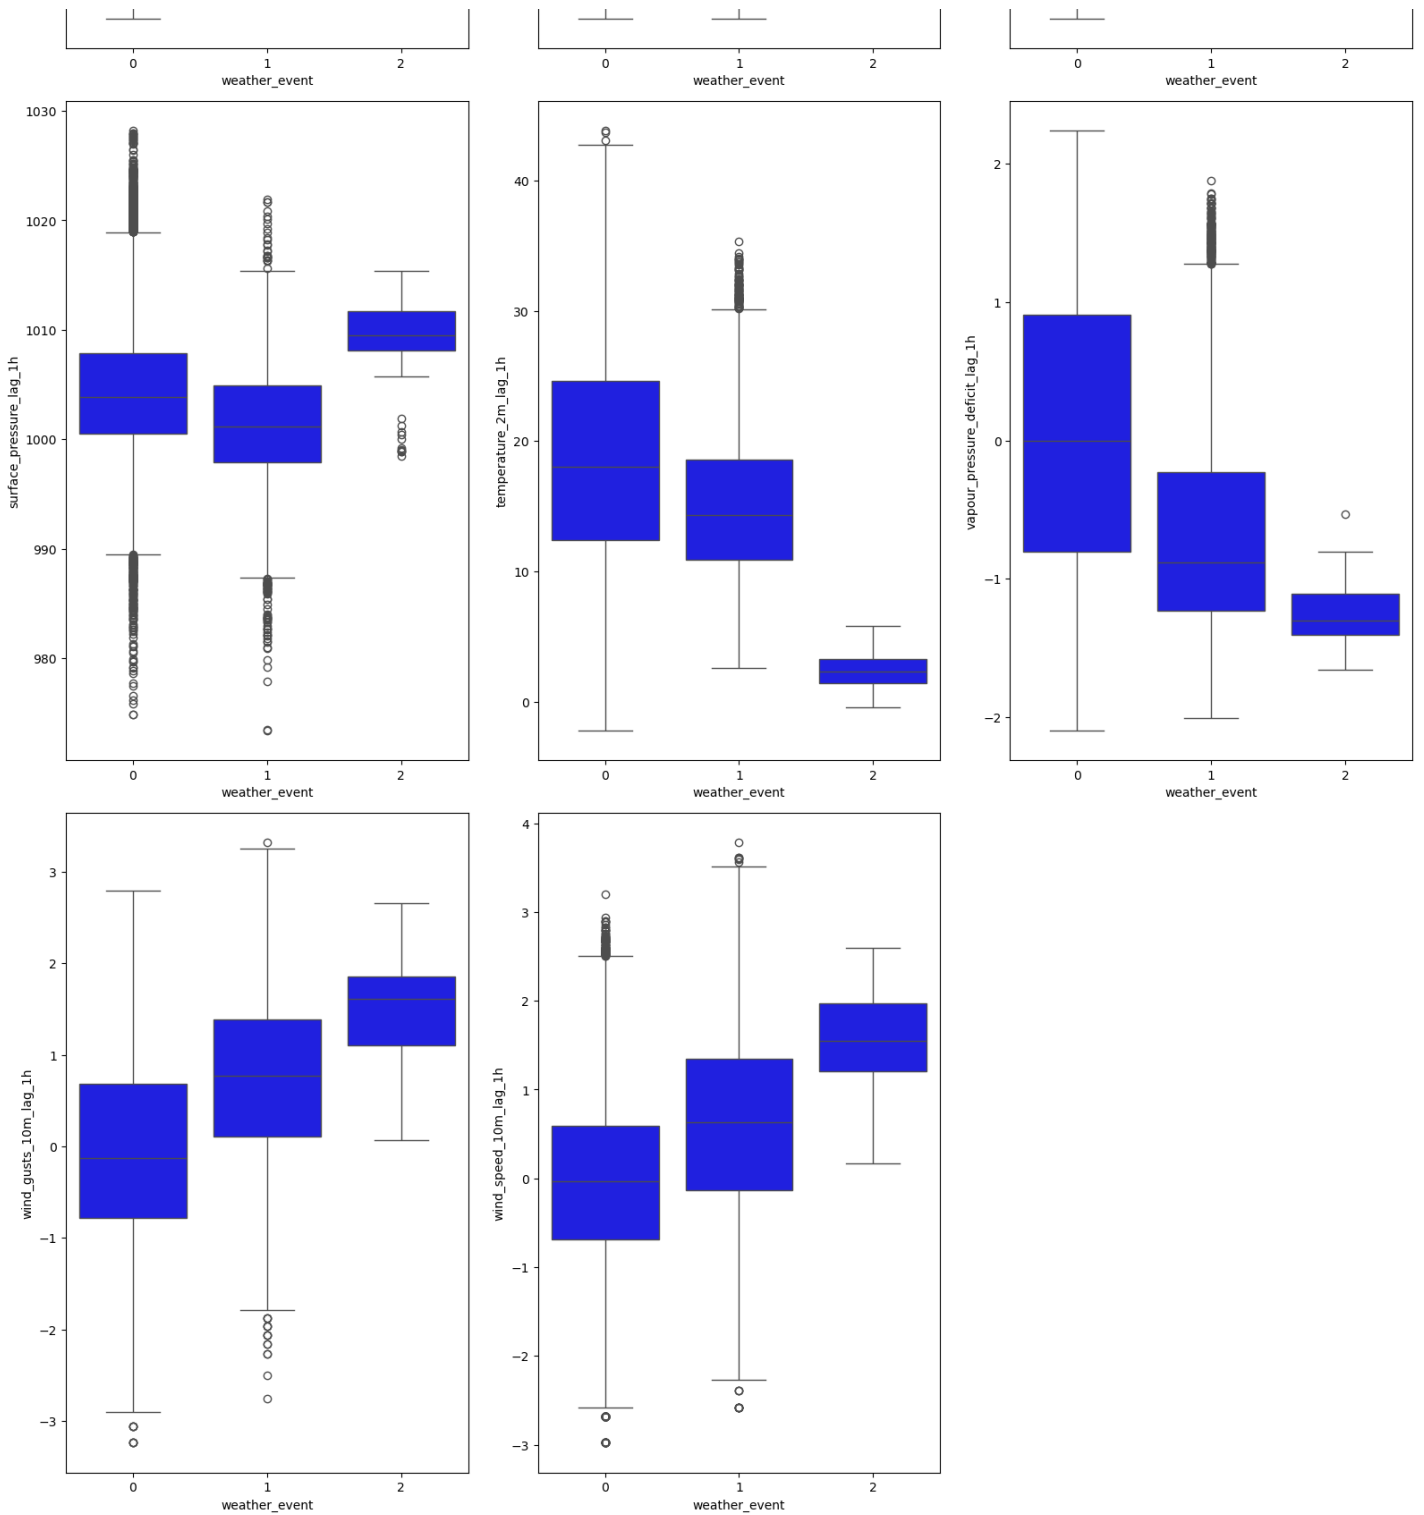 0 1 2
weather_event
0 1 2
weather_event
0 1 2
weather_event
surface_pressure_lag_1h
1030
1020
1010
1000
990
980
0 1 2
weather_event
temperature_2m_lag_1h
40
30
20
10
0
0 1 2
weather_event
vapour_pressure_deficit_lag_1h
2
1
0
−1
−2
0 1 2
weather_event
wind_gusts_10m_lag_1h
3
2
1
0
−1
−2
−3
0 1 2
weather_event
wind_speed_10m_lag_1h
4
3
2
1
0
−1
−2
−3
0 1 2
weather_event